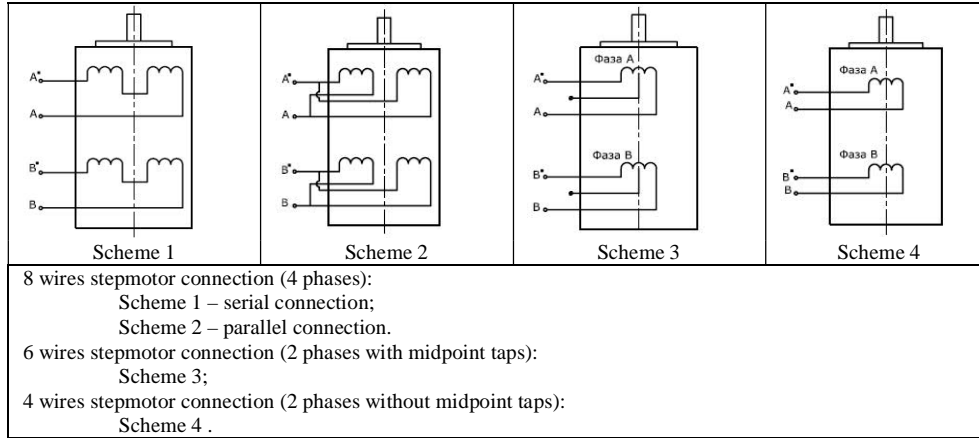 A* A B* B
A* A B* B
Фаза А
A* A
Фаза В
B* B
Фаза А
A* A
Фаза В
B* B
Scheme 1
Scheme 2
Scheme 3
Scheme 4
8 wires stepmotor connection (4 phases):
Scheme 1 – serial connection;
Scheme 2 – parallel connection.
6 wires stepmotor connection (2 phases with midpoint taps):
Scheme 3;
4 wires stepmotor connection (2 phases without midpoint taps):
Scheme 4 .